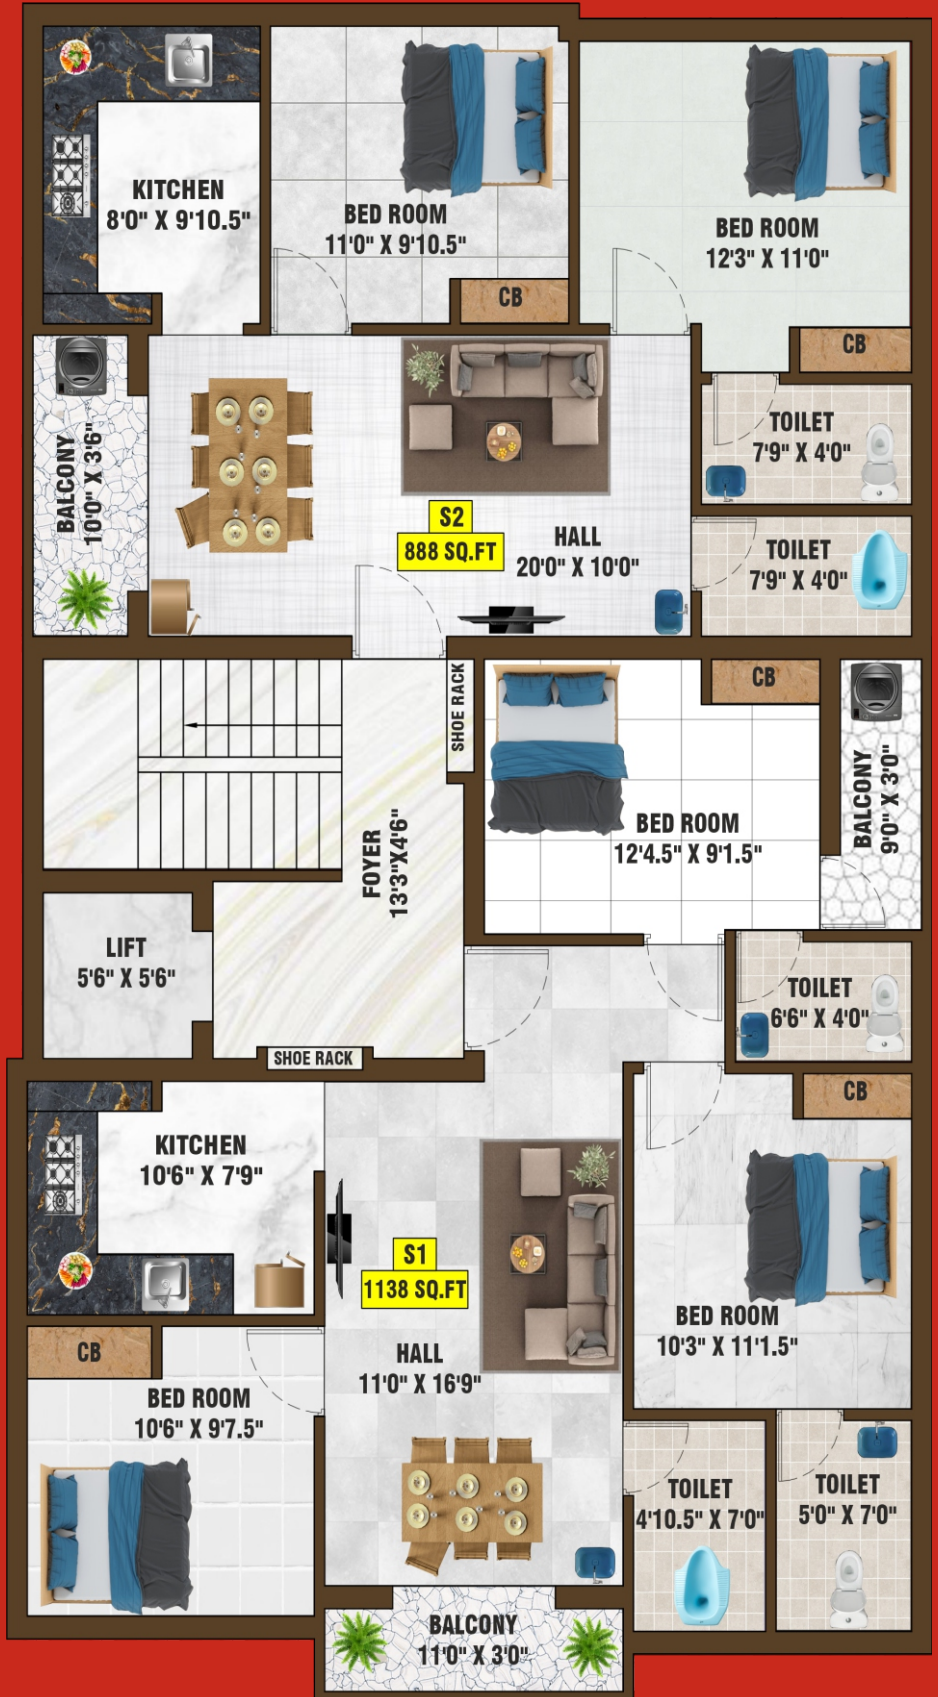 KITCHEN
8'0" X 9'10.5"
BED ROOM
11'0" X 9'10.5"
CB
BED ROOM
12'3" X 11'0"
CB
BALCONY
10'0" X 3'6"
S2
888 SQ.FT
HALL
20'0" X 10'0"
TOILET
7'9" X 4'0"
TOILET
7'9" X 4'0"
SHOE RACK
CB
BED ROOM
12'4.5" X 9'1.5"
BALCONY
9'0" X 3'0"
FOYER
13'3"X4'6"
LIFT
5'6" X 5'6"
SHOE RACK
TOILET
6'6" X 4'0"
CB
KITCHEN
10'6" X 7'9"
S1
1138 SQ.FT
HALL
11'0" X 16'9"
BED ROOM
10'3" X 11'1.5"
CB
BED ROOM
10'6" X 9'7.5"
TOILET
4'10.5" X 7'0"
TOILET
5'0" X 7'0"
BALCONY
11'0" X 3'0"